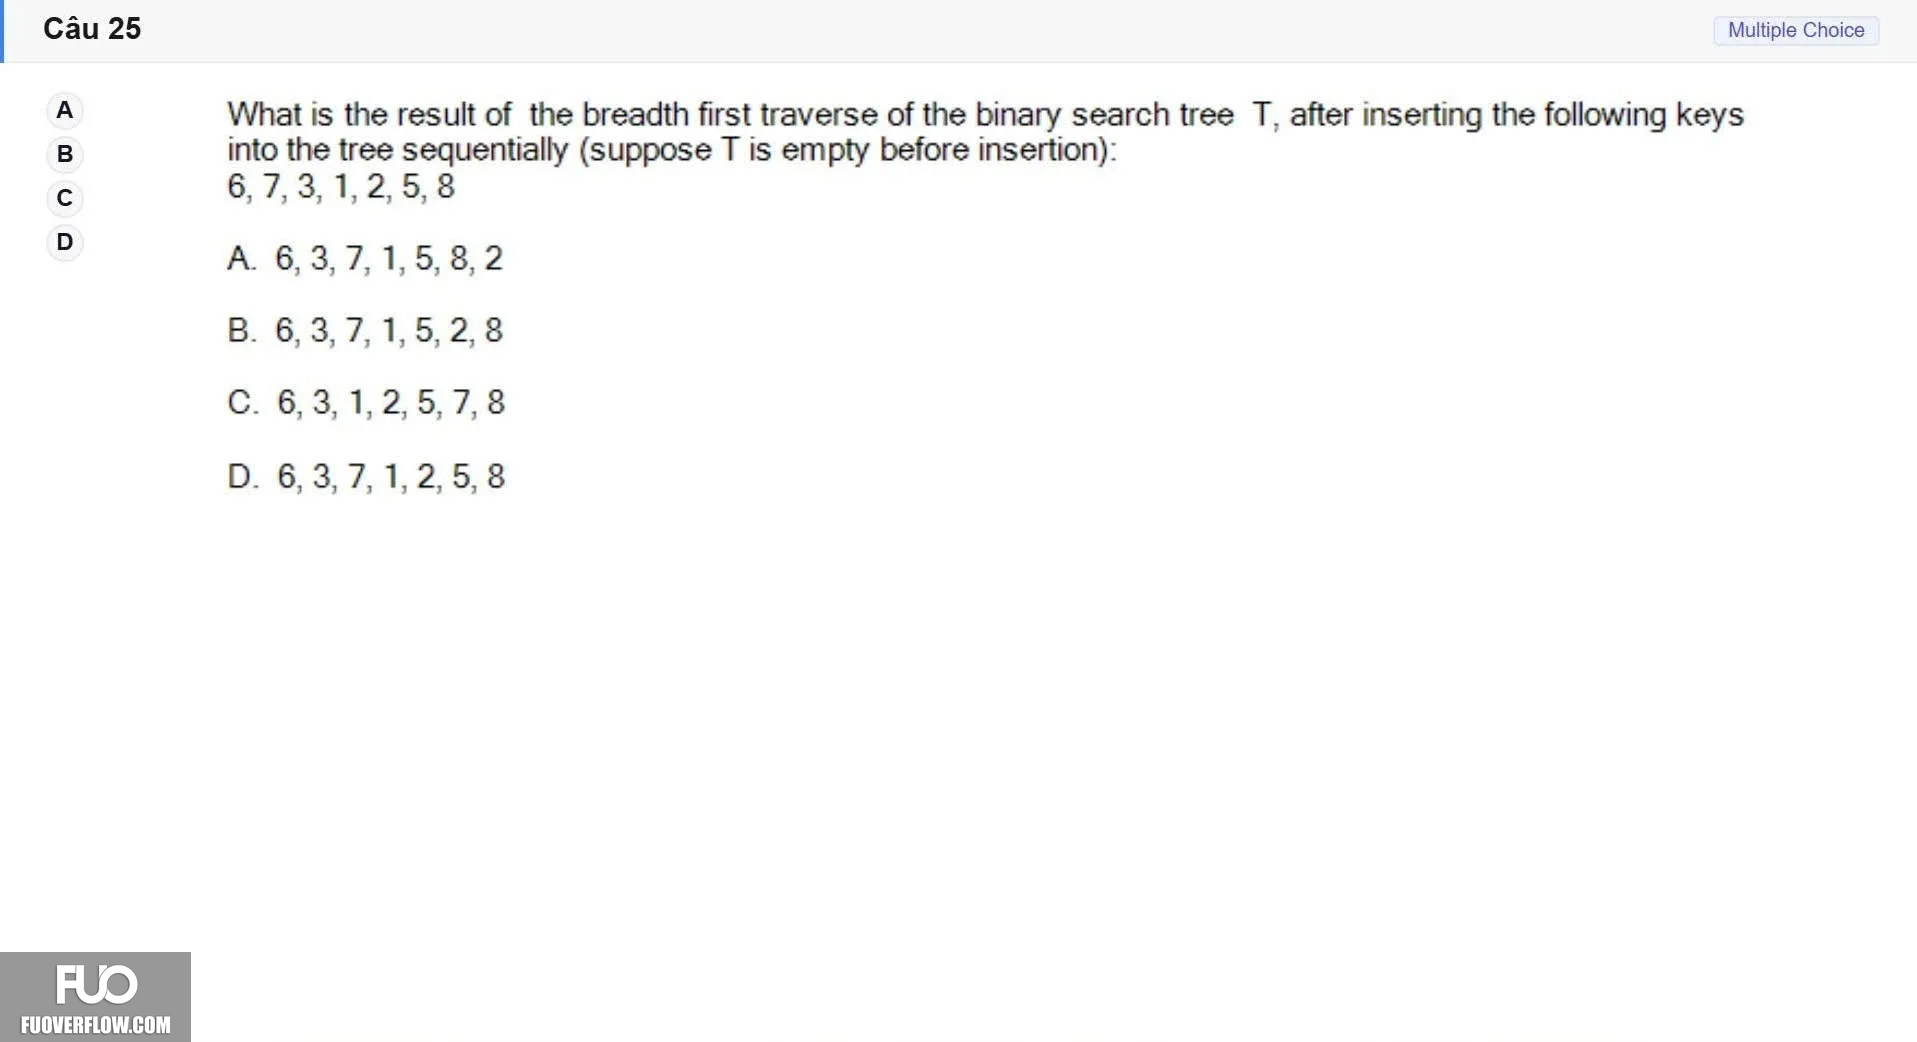 Câu 25
Multiple Choice
A
B
C
D
What is the result of the breadth first traverse of the binary search tree T, after inserting the following keys
into the tree sequentially (suppose T is empty before insertion):
6, 7, 3, 1, 2, 5, 8
A. 6, 3, 7, 1, 5, 8, 2
B. 6, 3, 7, 1, 5, 2, 8
C. 6, 3, 1, 2, 5, 7, 8
D. 6, 3, 7, 1, 2, 5, 8
FUO
FUOVERFLOW.COM